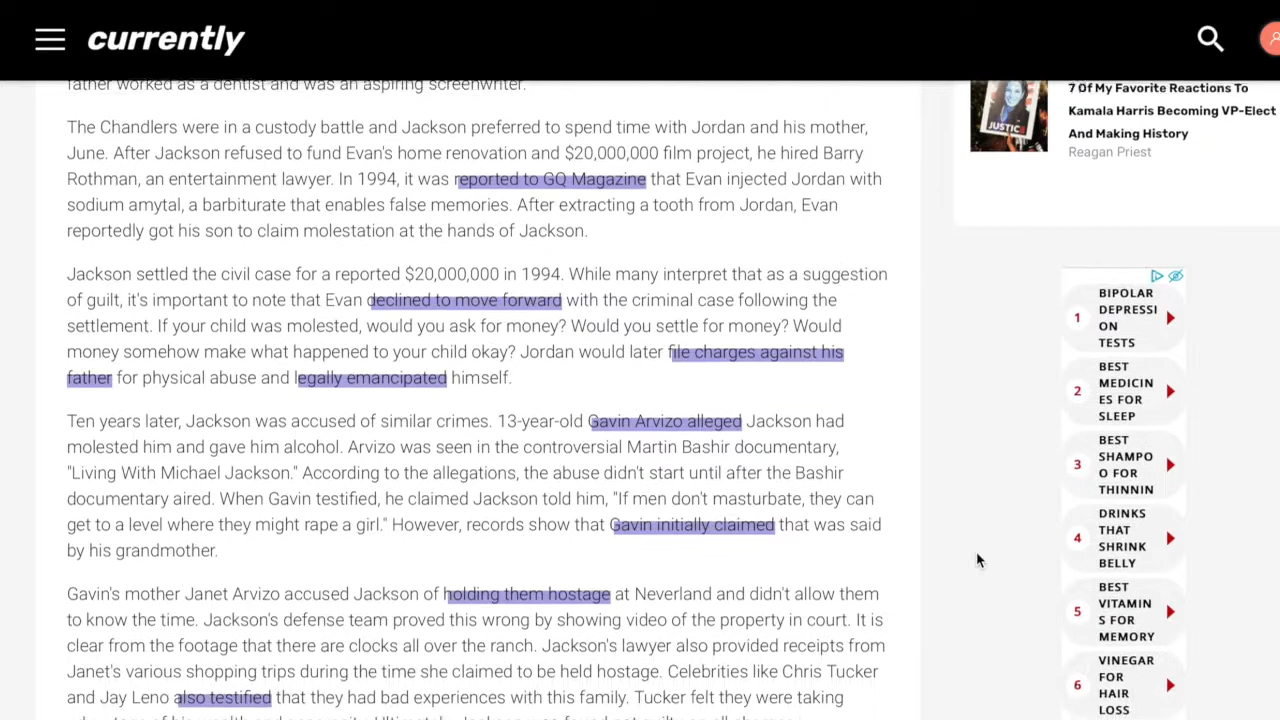 currently
father worked as a dentist and was an aspiring screenwriter.
The Chandlers were in a custody battle and Jackson preferred to spend time with Jordan and his mother,
June. After Jackson refused to fund Evan's home renovation and $20,000,000 film project, he hired Barry
Rothman, an entertainment lawyer. In 1994, it was reported to GQ Magazine that Evan injected Jordan with
sodium amytal, a barbiturate that enables false memories. After extracting a tooth from Jordan, Evan
reportedly got his son to claim molestation at the hands of Jackson.
Jackson settled the civil case for a reported $20,000,000 in 1994. While many interpret that as a suggestion
of guilt, it's important to note that Evan declined to move forward with the criminal case following the
settlement. If your child was molested, would you ask for money? Would you settle for money? Would
money somehow make what happened to your child okay? Jordan would later file charges against his
father for physical abuse and legally emancipated himself.
Ten years later, Jackson was accused of similar crimes. 13-year-old Gavin Arvizo alleged Jackson had
molested him and gave him alcohol. Arvizo was seen in the controversial Martin Bashir documentary,
"Living With Michael Jackson." According to the allegations, the abuse didn't start until after the Bashir
documentary aired. When Gavin testified, he claimed Jackson told him, "If men don't masturbate, they can
get to a level where they might rape a girl." However, records show that Gavin initially claimed that was said
by his grandmother.
Gavin's mother Janet Arvizo accused Jackson of holding them hostage at Neverland and didn't allow them
to know the time. Jackson's defense team proved this wrong by showing video of the property in court. It is
clear from the footage that there are clocks all over the ranch. Jackson's lawyer also provided receipts from
Janet's various shopping trips during the time she claimed to be held hostage. Celebrities like Chris Tucker
and Jay Leno also testified that they had bad experiences with this family. Tucker felt they were taking
JUSTIC
7 Of My Favorite Reactions To
Kamala Harris Becoming VP-Elect
And Making History
Reagan Priest
1
BIPOLAR
DEPRESSI
ON
TESTS
2
BEST
MEDICIN
ES FOR
SLEEP
3
BEST
SHAMPO
O FOR
THINNIN
4
DRINKS
THAT
SHRINK
BELLY
5
BEST
VITAMIN
S FOR
MEMORY
6
VINEGAR
FOR
HAIR
LOSS